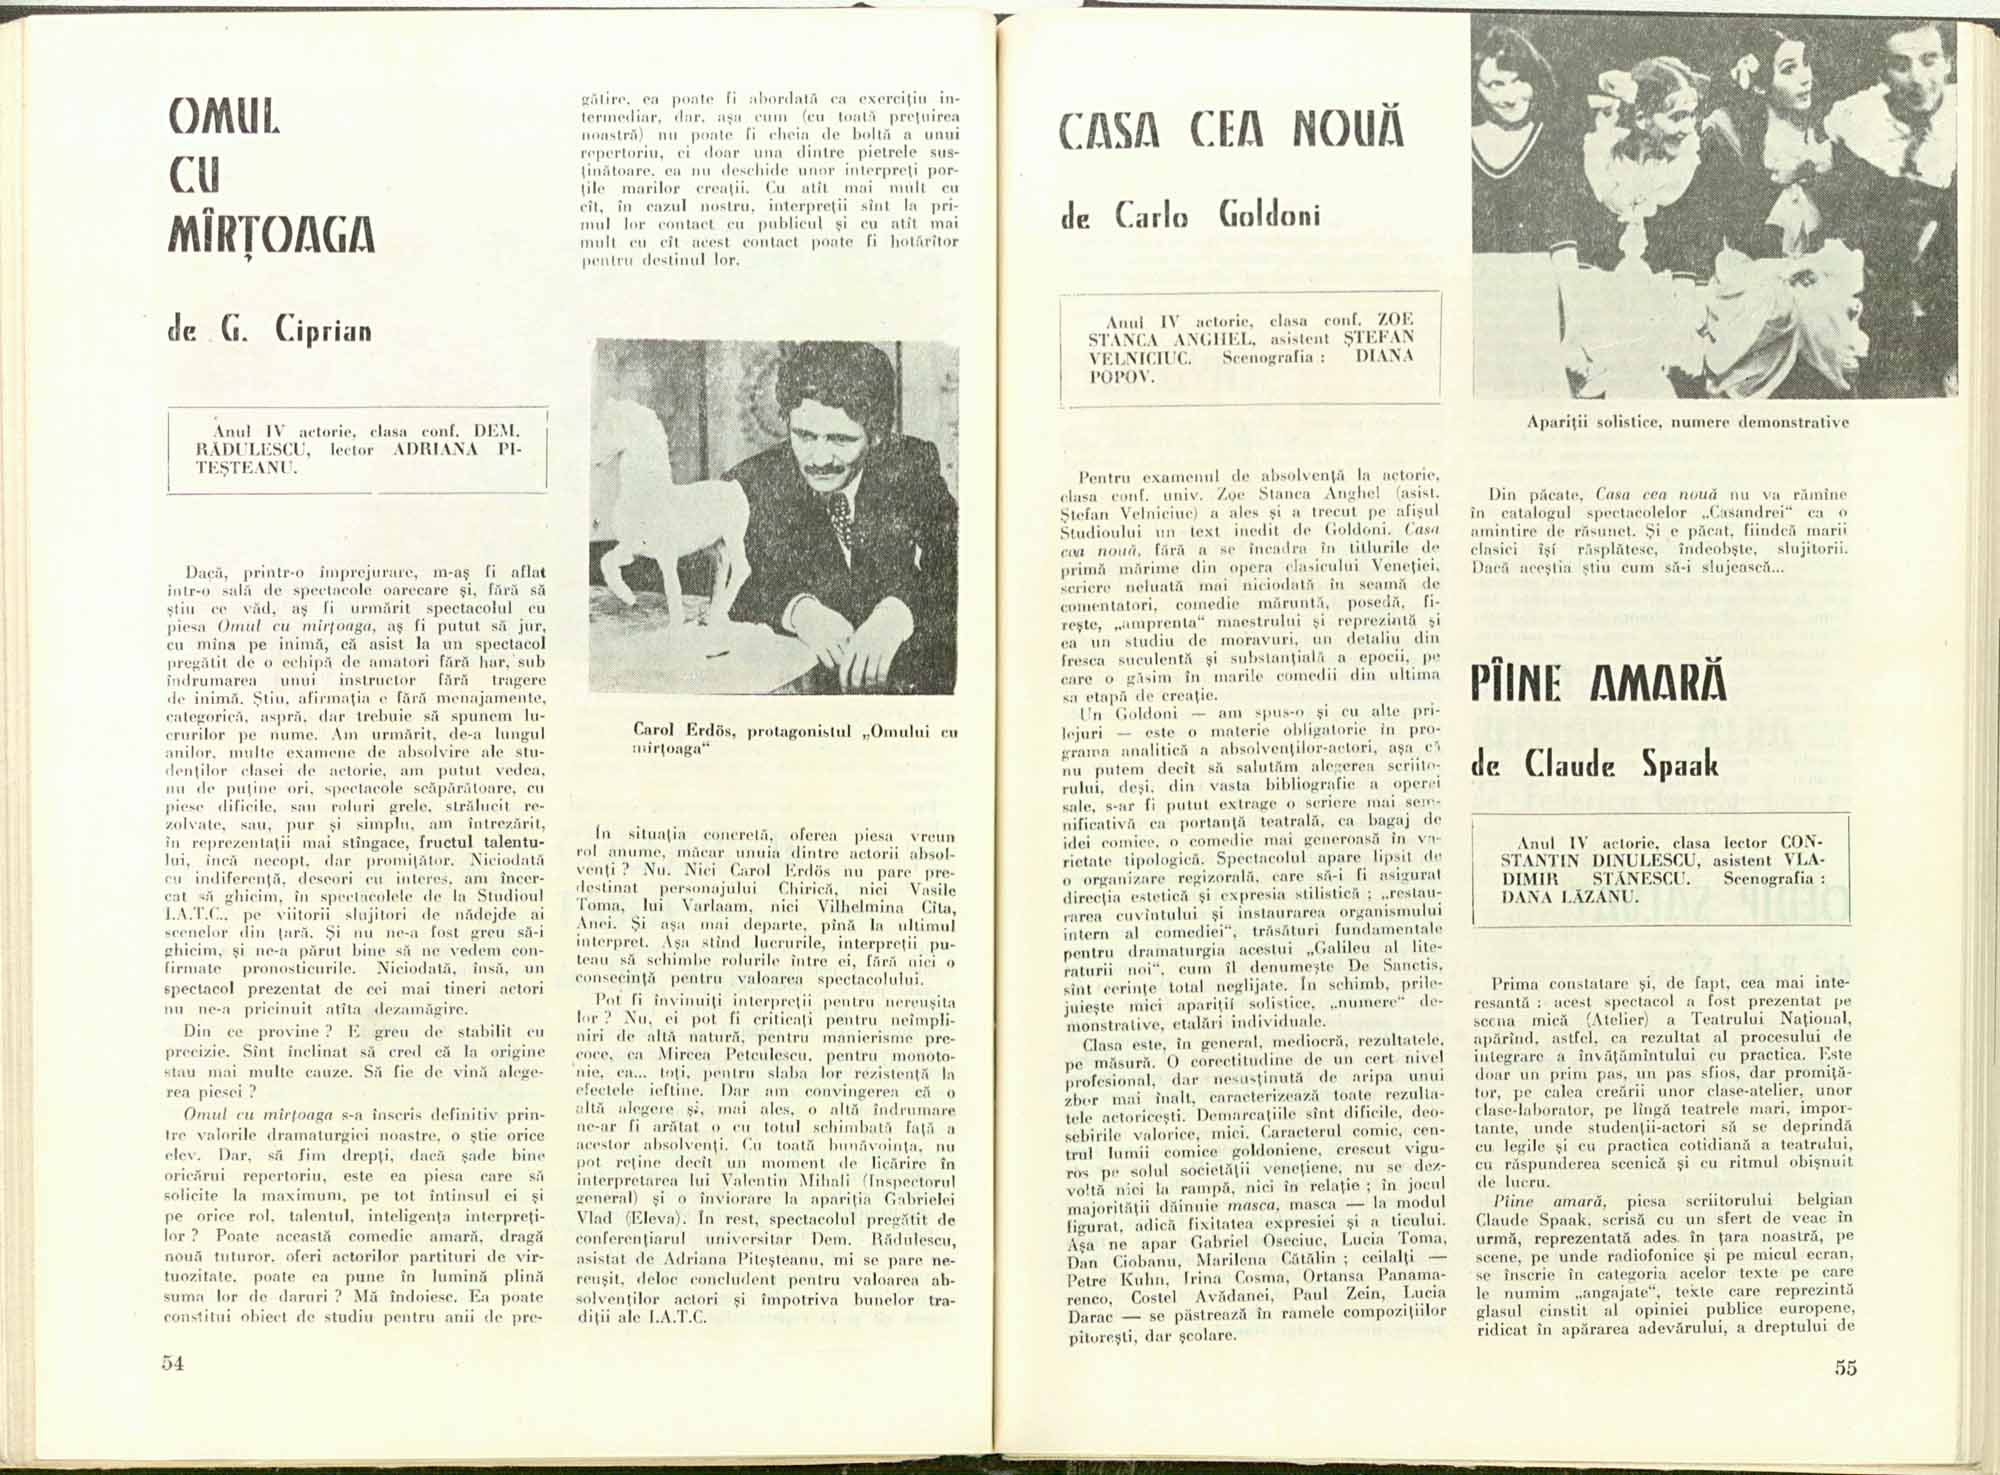 OMUL
CU
MÎRȚOAGA
de G. Ciprian
Anul IV actorie, clasa conf. DEM.
RĂDULESCU, lector ADRIANA PI-
TEȘTEANU.
Dacă, printr-o împrejurare, m-aș fi aflat
într-o sală de spectacole oarecare și, fără să
știu ce văd, aș fi urmărit spectacolul cu
piesa Omul cu mîrțoaga, aș fi putut să jur,
cu mîna pe inimă, că asist la un spectacol
pregătit de o echipă de amatori fără har, sub
îndrumarea unui instructor fără tragere
de inimă. Știu, afirmația e fără menajamente,
categorică, aspră, dar trebuie să spunem lu-
crurilor pe nume. Am urmărit, de-a lungul
anilor, multe examene de absolvire ale stu-
denților clasei de actorie, am putut vedea,
nu de puține ori, spectacole scăpărătoare, cu
piese dificile, sau roluri grele, strălucit re-
zolvate, sau, pur și simplu, am întrezărit,
în reprezentații mai stîngace, fructul talentu-
lui, încă necopt, dar promițător. Niciodată
cu indiferență, deseori cu interes, am încer-
cat să ghicim, în spectacolele de la Studioul
I.A.T.C., pe viitorii slujitori de nădejde ai
scenelor din țară. Și nu ne-a fost greu să-i
ghicim, și ne-a părut bine să ne vedem con-
firmate pronosticurile. Niciodată, însă, un
spectacol prezentat de cei mai tineri actori
nu ne-a pricinuit atîta dezamăgire.
Din ce provine ? E greu de stabilit cu
precizie. Sînt înclinat să cred că la origine
stau mai multe cauze. Să fie de vină alege-
rea piesei ?
Omul cu mîrțoaga s-a înscris definitiv prin-
tre valorile dramaturgiei noastre, o știe orice
elev. Dar, să fim drepți, dacă șade bine
oricărui repertoriu, este ea piesa care să
solicite la maximum, pe tot întinsul ei și
pe orice rol, talentul, inteligența interpreți-
lor ? Poate această comedie amară, dragă
nouă tuturor, oferi actorilor partituri de vir-
tuozitate, poate ea pune în lumină plină
suma lor de daruri ? Mă îndoiesc. Ea poate
constitui obiect de studiu pentru anii de pre-
54
gătire, ea poate fi abordată ca exercițiu in-
termediar, dar, așa cum (cu toată prețuirea
noastră) nu poate fi cheia de boltă a unui
repertoriu, ci doar una dintre pietrele sus-
ținătoare, ea nu deschide unor interpreți por-
țile marilor creații. Cu atît mai mult cu
cît, în cazul nostru, interpreții sînt la pri-
mul lor contact cu publicul și cu atît mai
mult cu cît acest contact poate fi hotărîtor
pentru destinul lor.
Carol Erdös, protagonistul „Omului cu
mîrțoaga“
În situația concretă, oferea piesa vreun
rol anume, măcar unuia dintre actorii absol-
venți ? Nu. Nici Carol Erdös nu pare pre-
destinat personajului Chirică, nici Vasile
Toma, lui Varlaam, nici Vilhelmina Cîta,
Anei. Și așa mai departe, pînă la ultimul
interpret. Așa stînd lucrurile, interpreții pu-
teau să schimbe rolurile între ei, fără nici o
consecință pentru valoarea spectacolului.
Pot fi învinuiți interpreții pentru nereușita
lor ? Nu, ei pot fi criticați pentru neîmpli-
niri de altă natură, pentru manierisme pre-
coce, ca Mircea Petculescu, pentru monoto-
nie, ca... toți, pentru slaba lor rezistență la
efectele ieftine. Dar am convingerea că o
altă alegere și, mai ales, o altă îndrumare
ne-ar fi arătat o cu totul schimbată față a
acestor absolvenți. Cu toată bunăvoința, nu
pot reține decît un moment de licărire în
interpretarea lui Valentin Mihali (Inspectorul
general) și o înviorare la apariția Gabrielei
Vlad (Eleva). În rest, spectacolul pregătit de
conferențiarul universitar Dem. Rădulescu,
asistat de Adriana Piteșteanu, mi se pare ne-
reușit, deloc concludent pentru valoarea ab-
solvenților actori și împotriva bunelor tra-
diții ale I.A.T.C.
CASA CEA NOUĂ
de Carlo Goldoni
Anul IV actorie, clasa conf. ZOE
STANCA ANGHEL, asistent ȘTEFAN
VELNICIUC. Scenografia : DIANA
POPOV.
Pentru examenul de absolvență la actorie,
clasa conf. univ. Zoe Stanca Anghel (asist.
Ștefan Velniciuc) a ales și a trecut pe afișul
Studioului un text inedit de Goldoni. Casa
cea nouă, fără a se încadra în titlurile de
primă mărime din opera clasicului Veneției,
scriere neluată mai niciodată în seamă de
comentatori, comedie măruntă, posedă, fi-
rește, „amprenta“ maestrului și reprezintă și
ea un studiu de moravuri, un detaliu din
fresca suculentă și substanțială a epocii, pe
care o găsim în marile comedii din ultima
sa etapă de creație.
Un Goldoni — am spus-o și cu alte pri-
lejuri — este o materie obligatorie în pro-
grama analitică a absolvenților-actori, așa că
nu putem decît să salutăm alegerea scriito-
rului, deși, din vasta bibliografie a operei
sale, s-ar fi putut extrage o scriere mai sem-
nificativă ca portanță teatrală, ca bagaj de
idei comice, o comedie mai generoasă în va-
rietate tipologică. Spectacolul apare lipsit de
o organizare regizorală, care să-i fi asigurat
direcția estetică și expresia stilistică ; „restau-
rarea cuvîntului și instaurarea organismului
intern al comediei“, trăsături fundamentale
pentru dramaturgia acestui „Galileu al lite-
raturii noi“, cum îl denumește De Sanctis,
sînt cerințe total neglijate. În schimb, prile-
juiește mici apariții solistice, „numere“ de-
monstrative, etalări individuale.
Clasa este, în general, mediocră, rezultatele,
pe măsură. O corectitudine de un cert nivel
profesional, dar nesusținută de aripa unui
zbor mai înalt, caracterizează toate rezulta-
tele actoricești. Demarcațiile sînt dificile, deo-
sebirile valorice, mici. Caracterul comic, cen-
trul lumii comice goldoniene, crescut vigu-
ros pe solul societății venețiene, nu se dez-
voltă nici la rampă, nici în relație ; în jocul
majorității dăinuie masca, masca — la modul
figurat, adică fixitatea expresiei și a ticului.
Așa ne apar Gabriel Oseciuc, Lucia Toma,
Dan Ciobanu, Marilena Cătălin ; ceilalți —
Petre Kuhn, Irina Cosma, Ortansa Panama-
renco, Costel Avădanei, Paul Zein, Lucia
Darac — se păstrează în ramele compozițiilor
pitorești, dar școlare.
Apariții solistice, numere demonstrative
Din păcate, Casa cea nouă nu va rămîne
în catalogul spectacolelor „Casandrei“ ca o
amintire de răsunet. Și e păcat, fiindcă marii
clasici își răsplătesc, îndeobște, slujitorii.
Dacă aceștia știu cum să-i slujească...
PÎINE AMARĂ
de Claude Spaak
Anul IV actorie, clasa lector CON-
STANTIN DINULESCU, asistent VLA-
DIMIR STĂNESCU. Scenografia :
DANA LĂZANU.
Prima constatare și, de fapt, cea mai inte-
resantă : acest spectacol a fost prezentat pe
scena mică (Atelier) a Teatrului Național,
apărînd, astfel, ca rezultat al procesului de
integrare a învățămîntului cu practica. Este
doar un prim pas, un pas sfios, dar promiță-
tor, pe calea creării unor clase-atelier, unor
clase-laborator, pe lîngă teatrele mari, impor-
tante, unde studenții-actori să se deprindă
cu legile și cu practica cotidiană a teatrului,
cu răspunderea scenică și cu ritmul obișnuit
de lucru.
Pîine amară, piesa scriitorului belgian
Claude Spaak, scrisă cu un sfert de veac în
urmă, reprezentată ades în țara noastră, pe
scene, pe unde radiofonice și pe micul ecran,
se înscrie în categoria acelor texte pe care
le numim „angajate“, texte care reprezintă
glasul cinstit al opiniei publice europene,
ridicat în apărarea adevărului, a dreptului de
55